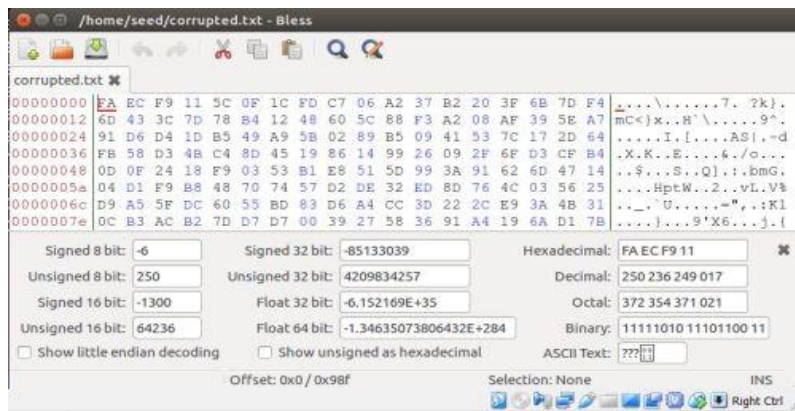 /home/seed/corrupted.txt - Bless
corrupted.txt
00000000 FA EC F9 11 5C 0F 1C FD C7 06 A2 37 B2 20 3F 6B 7D F4 ....\.......7. ?k}.
00000012 6D 43 3C 7D 78 B4 12 48 60 5C 88 F3 A2 08 AF 39 5E A7 mC<}x..H`\.....9^.
00000024 91 D6 D4 1D B5 49 A9 5B 02 89 B5 09 41 53 7C 17 2D 64 .....I.[....AS|.-d
00000036 FB 58 D3 4B C4 8D 45 19 86 14 99 26 09 2F 6F D3 CF B4 .X.K..E....&./o...
00000048 0D 0F 24 18 F9 03 53 B1 E8 51 5D 99 3A 91 62 6D 47 14 ..$...S..Q].:.bmG.
0000005a 04 D1 F9 B8 48 70 74 57 D2 DE 32 ED 8D 76 4C 03 56 25 ....HptW..2..vL.V%
0000006c D9 A5 5F DC 60 55 BD 83 D6 A4 CC 3D 22 2C E9 3A 4B 31 .._.`U.....=",.:K1
0000007e 0C B3 AC B2 7D D7 D7 00 39 27 58 36 91 A4 19 6A D1 7B ....}...9'X6...j.{
Signed 8 bit: -6 Signed 32 bit: -85133039 Hexadecimal: FA EC F9 11
Unsigned 8 bit: 250 Unsigned 32 bit: 4209834257 Decimal: 250 236 249 017
Signed 16 bit: -1300 Float 32 bit: -6.152169E+35 Octal: 372 354 371 021
Unsigned 16 bit: 64236 Float 64 bit: -1.34635073806432E+284 Binary: 11111010 11101100 11
Show little endian decoding Show unsigned as hexadecimal ASCII Text: ???
Offset: 0x0 / 0x98f Selection: None INS
Right Ctrl